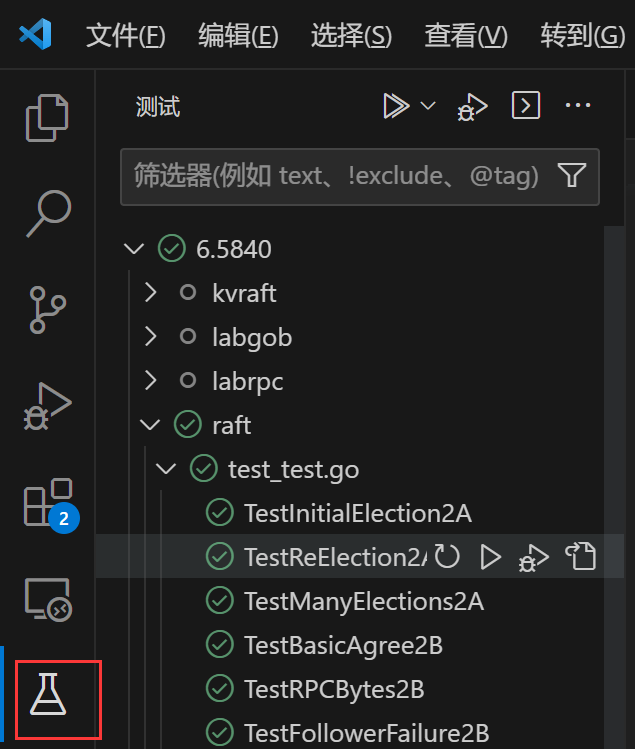 文件(F) 编辑(E) 选择(S) 查看(V) 转到(G)
测试
筛选器(例如 text、!exclude、@tag)
6.5840
kvraft
labgob
labrpc
raft
test_test.go
TestInitialElection2A
TestReElection2A
TestManyElections2A
2
TestBasicAgree2B
TestRPCBytes2B
TestFollowerFailure2B